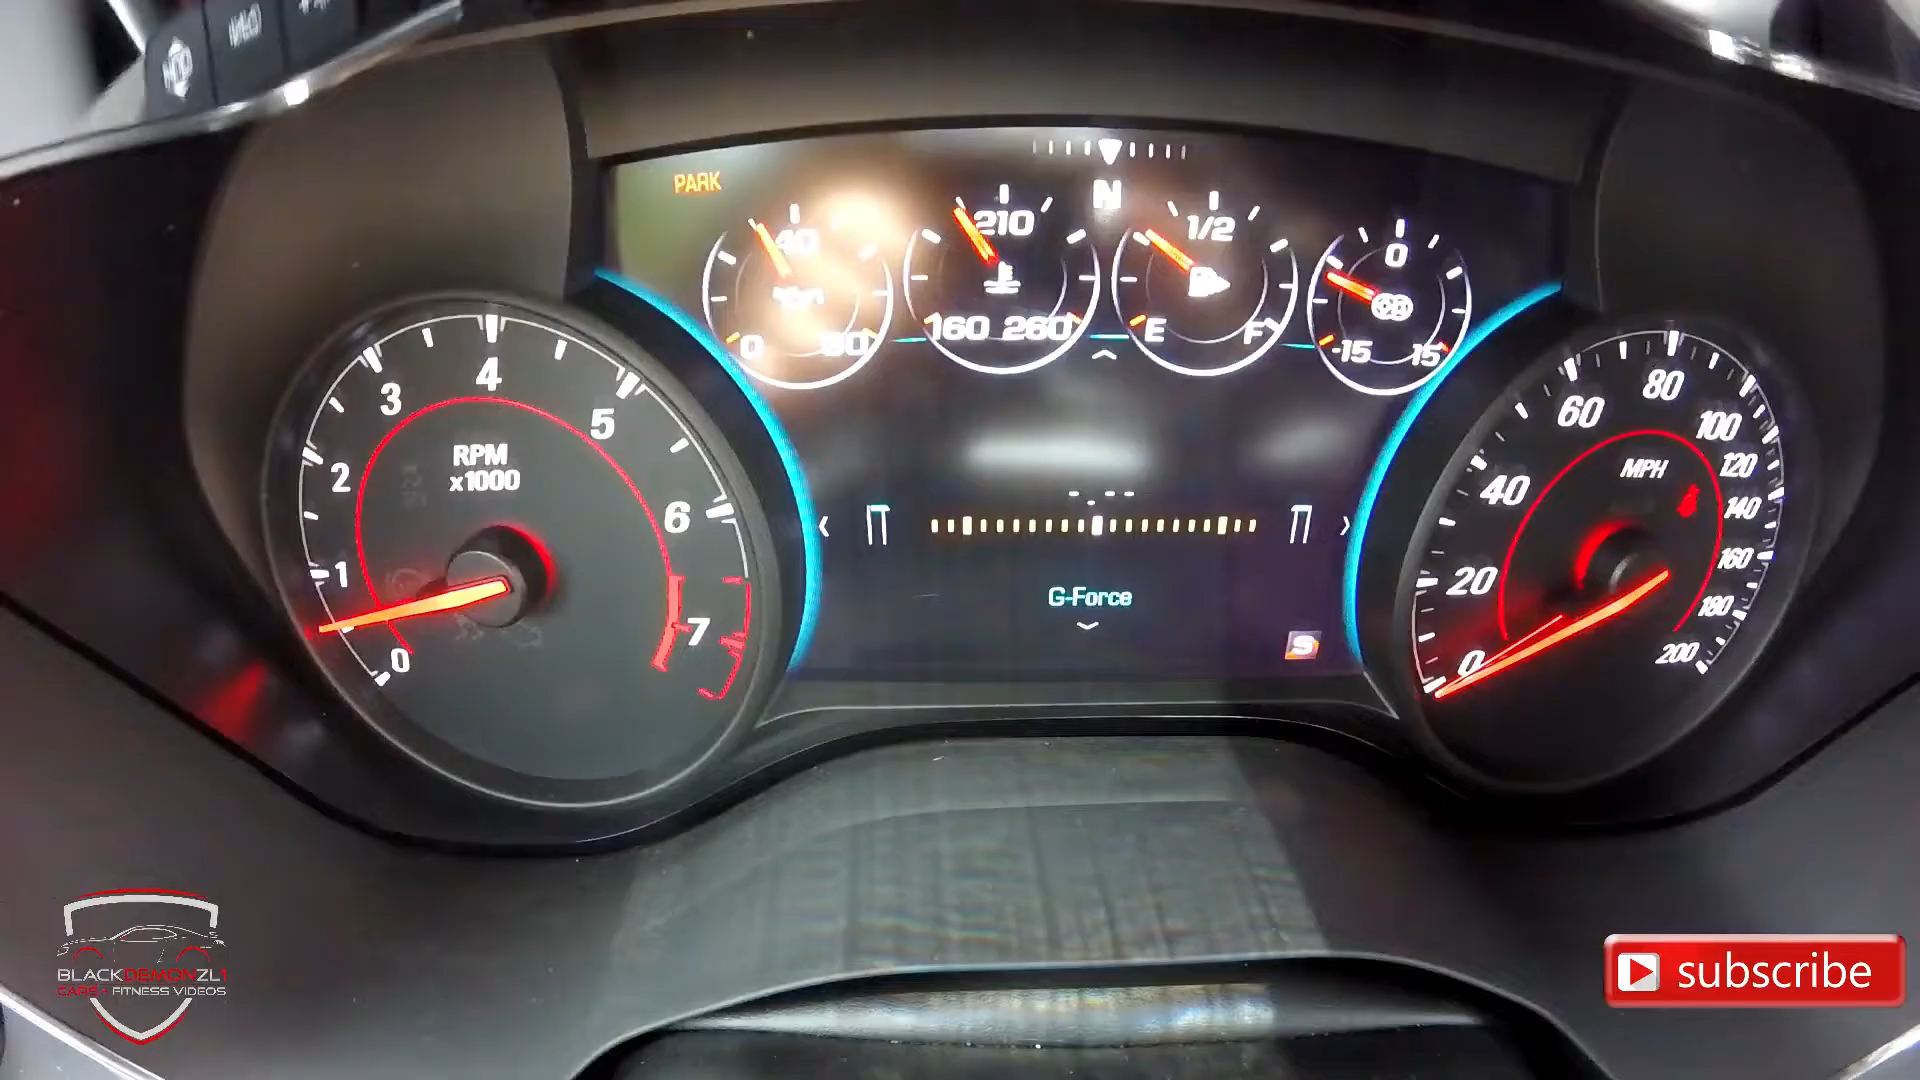 PARK
N
40
0
80
210
160 260
1/2
E
F
0
-15
15
RPM
x1000
0
1
2
3
4
5
6
7
G-Force
S
MPH
0
20
40
60
80
100
120
140
160
180
200
BLACKDEMONZL1
CARS + FITNESS VIDEOS
subscribe